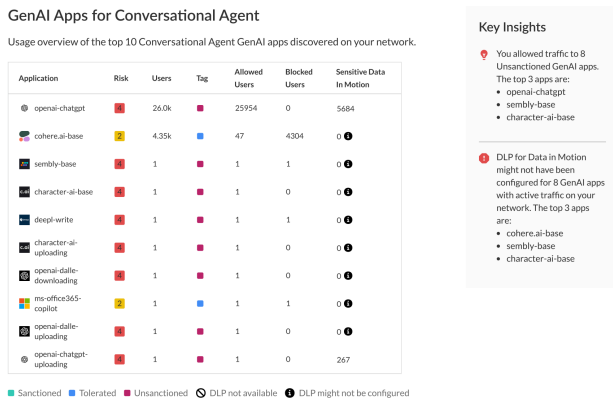 GenAI Apps for Conversational Agent
Usage overview of the top 10 Conversational Agent GenAI apps discovered on your network.
Application Risk Users Tag Allowed Users Blocked Users Sensitive Data In Motion
openai-chatgpt 4 26.0k 25954 0 5684
cohere.ai-base 2 4.35k 47 4304 0
sembly-base 4 1 1 1 0
character-ai-base 4 1 1 0 0
deepl-write 4 1 1 1 0
character-ai-uploading 4 1 1 0 0
openai-dalle-downloading 4 1 1 0 0
ms-office365-copilot 2 1 1 1 0
openai-dalle-uploading 4 1 1 0 0
openai-chatgpt-uploading 4 1 1 0 267
Sanctioned Tolerated Unsanctioned DLP not available DLP might not be configured
Key Insights
You allowed traffic to 8
Unsanctioned GenAI apps.
The top 3 apps are:
• openai-chatgpt
• sembly-base
• character-ai-base
DLP for Data in Motion
might not have been
configured for 8 GenAI apps
with active traffic on your
network. The top 3 apps
are:
• cohere.ai-base
• sembly-base
• character-ai-base